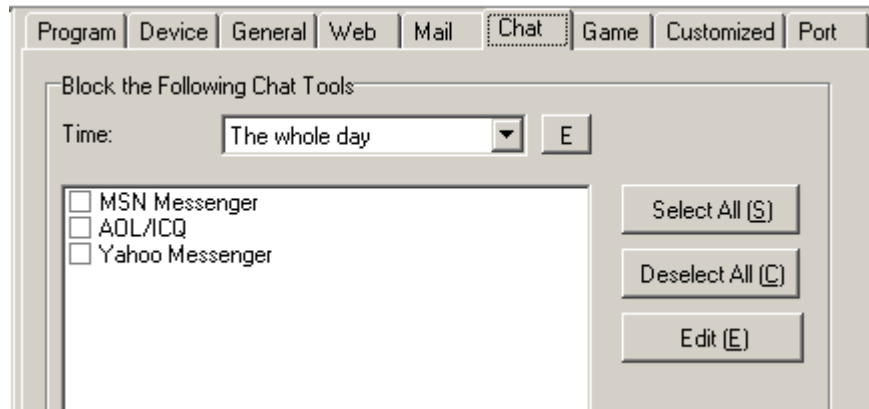 Program Device General Web Mail Chat Game Customized Port
Block the Following Chat Tools
Time: The whole day E
MSN Messenger
AOL/ICQ
Yahoo Messenger
Select All (S)
Deselect All (C)
Edit (E)